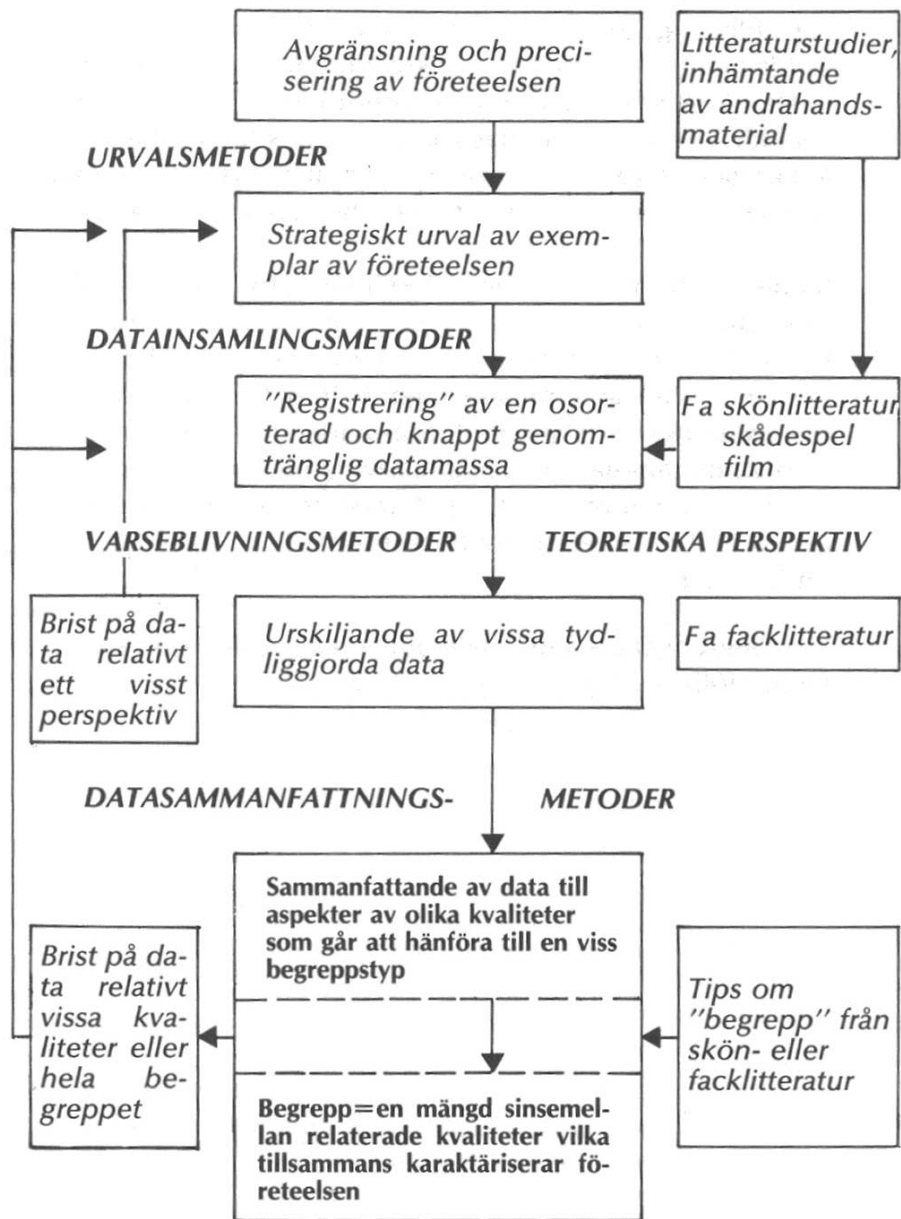 Avgränsning och preci-
sering av företeelsen
Litteraturstudier,
inhämtande
av andrahands-
material
URVALSMETODER
Strategiskt urval av exem-
plar av företeelsen
DATAINSAMLINGSMETODER
"Registrering" av en osor-
terad och knappt genom-
tränglig datamassa
Fa skönlitteratur
skådespel
film
VARSEBLIVNINGSMETODER
TEORETISKA PERSPEKTIV
Brist på da-
ta relativt
ett visst
perspektiv
Urskiljande av vissa tyd-
liggjorda data
Fa facklitteratur
DATASAMMANFATTNINGS-
METODER
Sammanfattande av data till
aspekter av olika kvaliteter
som går att hänföra till en viss
begreppstyp
Brist på da-
ta relativt
vissa kva-
liteter eller
hela be-
greppet
Tips om
"begrepp" från
skön- eller
facklitteratur
Begrepp=en mängd sinsemel-
lan relaterade kvaliteter vilka
tillsammans karaktäriserar fö-
reteelsen